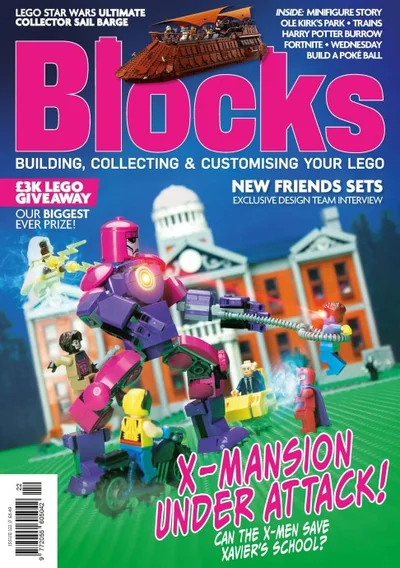 LEGO STAR WARS ULTIMATE
COLLECTOR SAIL BARGE
INSIDE: MINIFIGURE STORY
OLE KIRK'S PARK • TRAINS
HARRY POTTER BURROW
FORTNITE • WEDNESDAY
BUILD A POKÉ BALL
Blocks
BUILDING, COLLECTING & CUSTOMISING YOUR LEGO
£3K LEGO
GIVEAWAY
OUR BIGGEST
EVER PRIZE!
NEW FRIENDS SETS
EXCLUSIVE DESIGN TEAM INTERVIEW
X-MANSION
UNDER ATTACK!
CAN THE X-MEN SAVE
XAVIER'S SCHOOL?
22